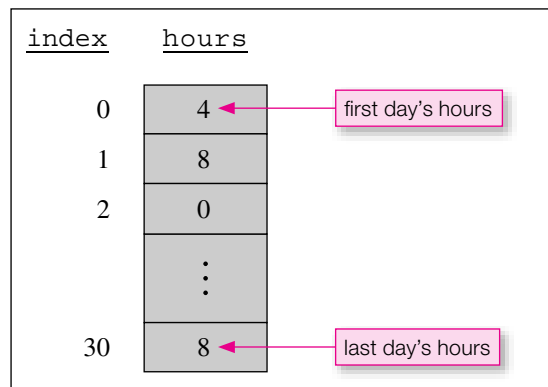 index hours
0 4 first day's hours
1 8
2 0
⋮
30 8 last day's hours